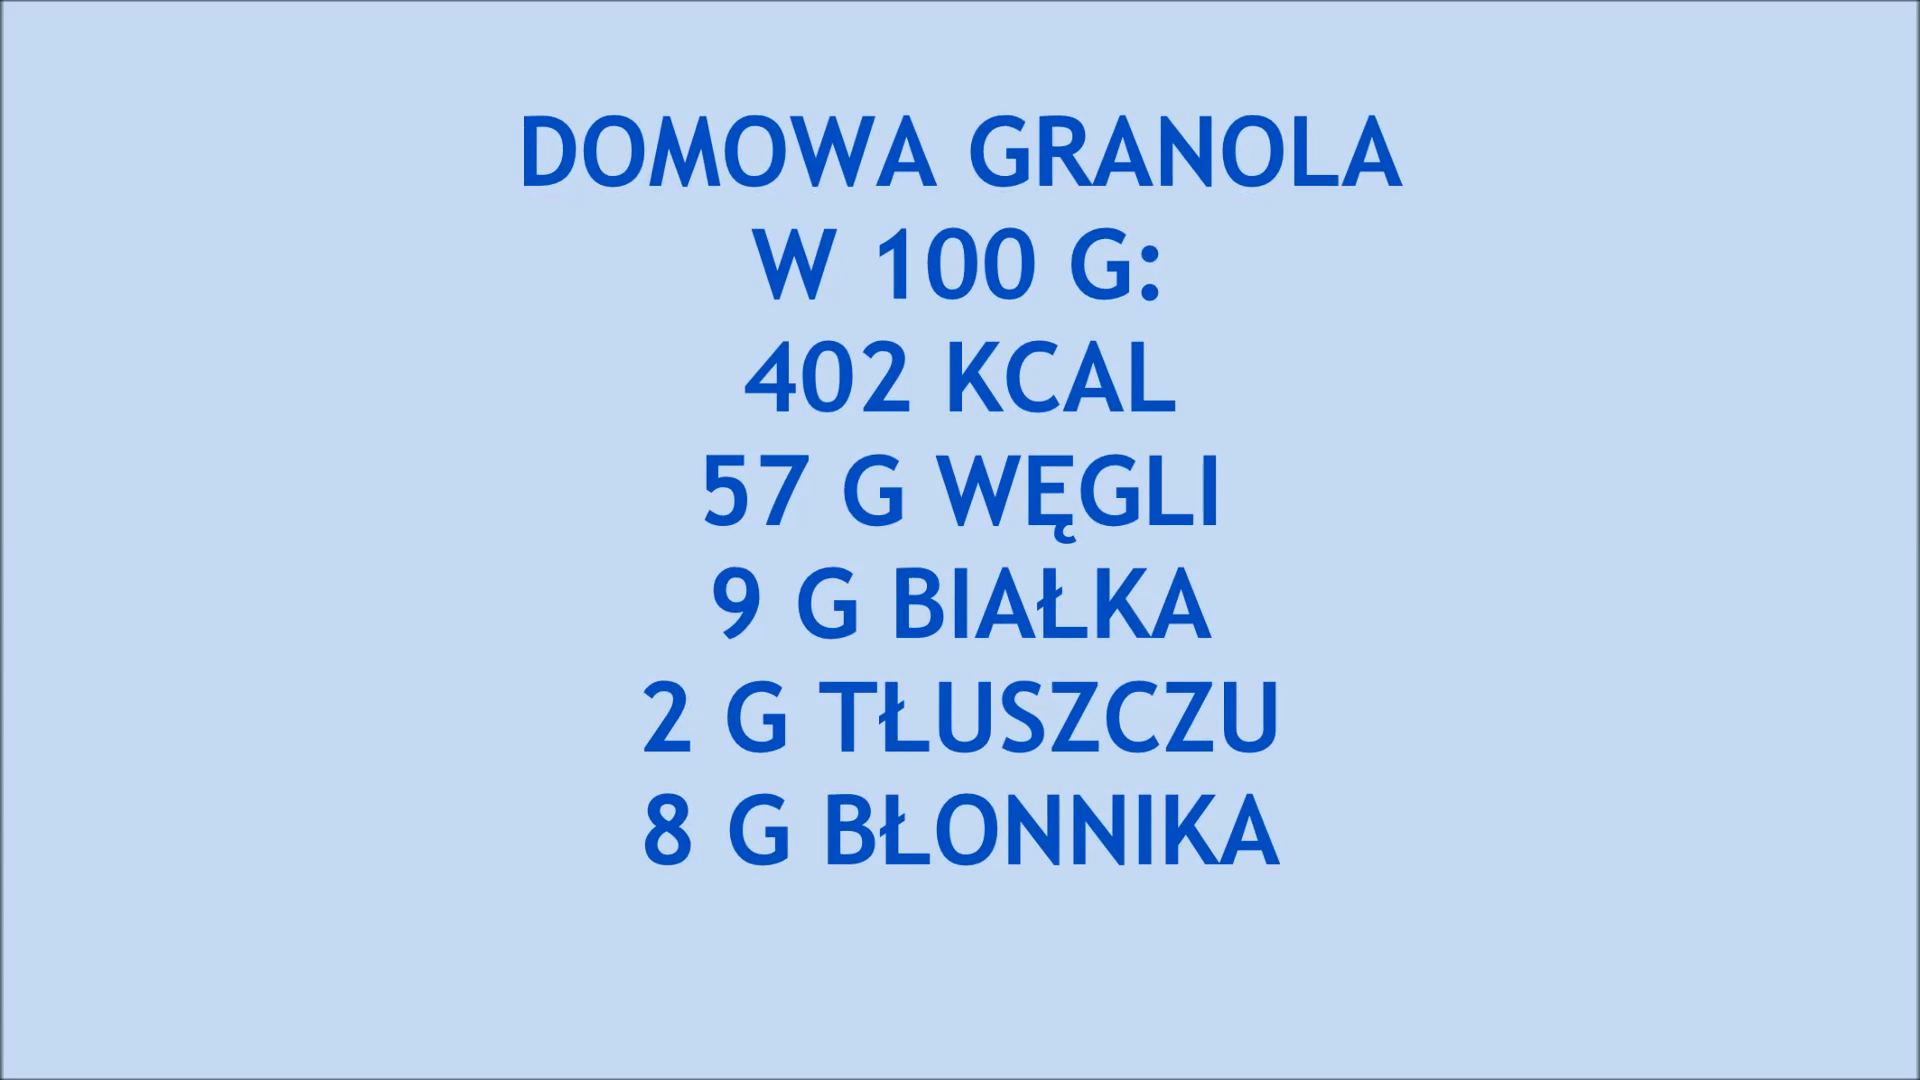 DOMOWA GRANOLA
W 100 G:
402 KCAL
57 G WĘGLI
9 G BIAŁKA
2 G TŁUSZCZU
8 G BŁONNIKA